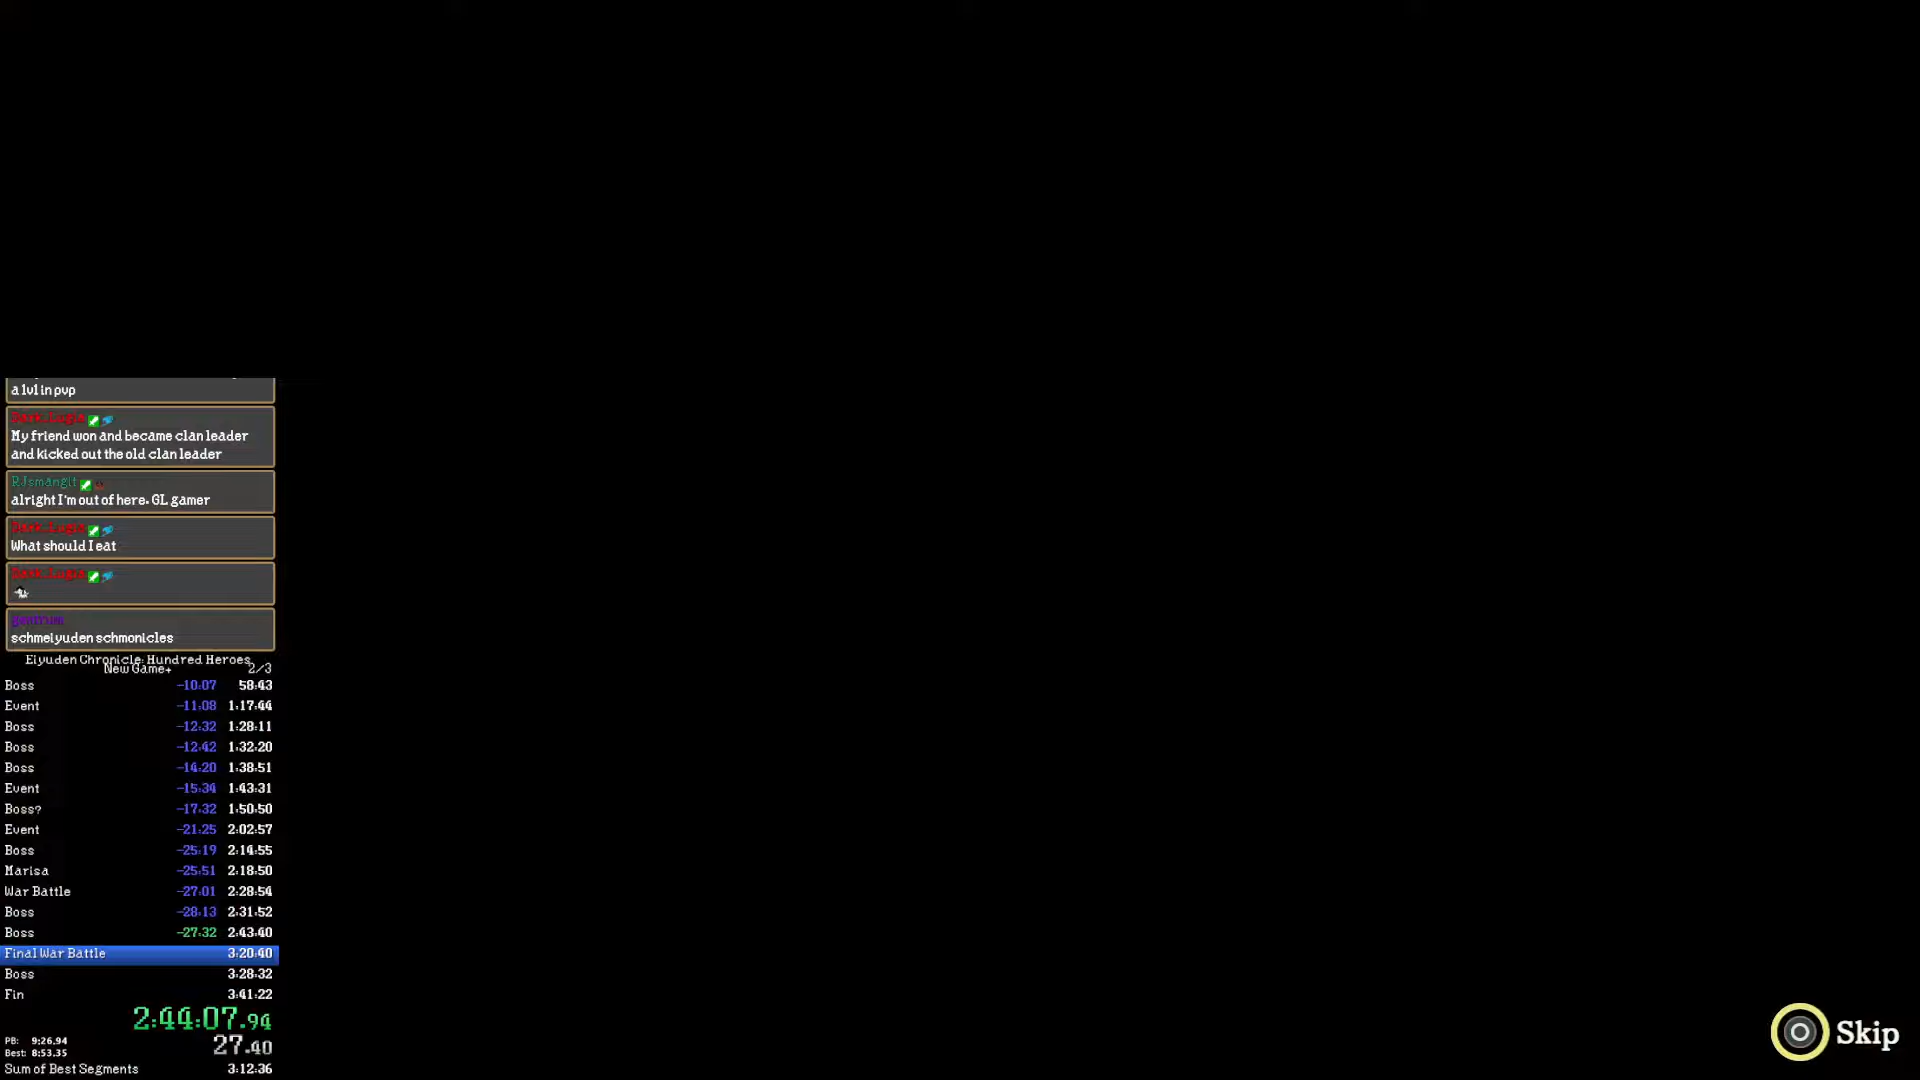 a 1v1 in pvp
My friend won and became clan leader
and kicked out the old clan leader
RJsmangit
alright I'm out of here. GL gamer
What should I eat
schmeiyuden schmonicles
Eiyuden Chronicle: Hundred Heroes
New Game+ 2/3
Boss -10:07 58:43
Event -11:08 1:17:44
Boss -12:32 1:28:11
Boss -12:42 1:32:20
Boss -14:20 1:38:51
Event -15:34 1:43:31
Boss? -17:32 1:50:50
Event -21:25 2:02:57
Boss -25:19 2:14:55
Marisa -25:51 2:18:50
War Battle -27:01 2:28:54
Boss -28:13 2:31:52
Boss -27:32 2:43:40
Final War Battle 3:20:40
Boss 3:28:32
Fin 3:41:22
2:44:07.94
PB: 9:26.94
Best: 8:53.35
27.40
Sum of Best Segments 3:12:36
Skip